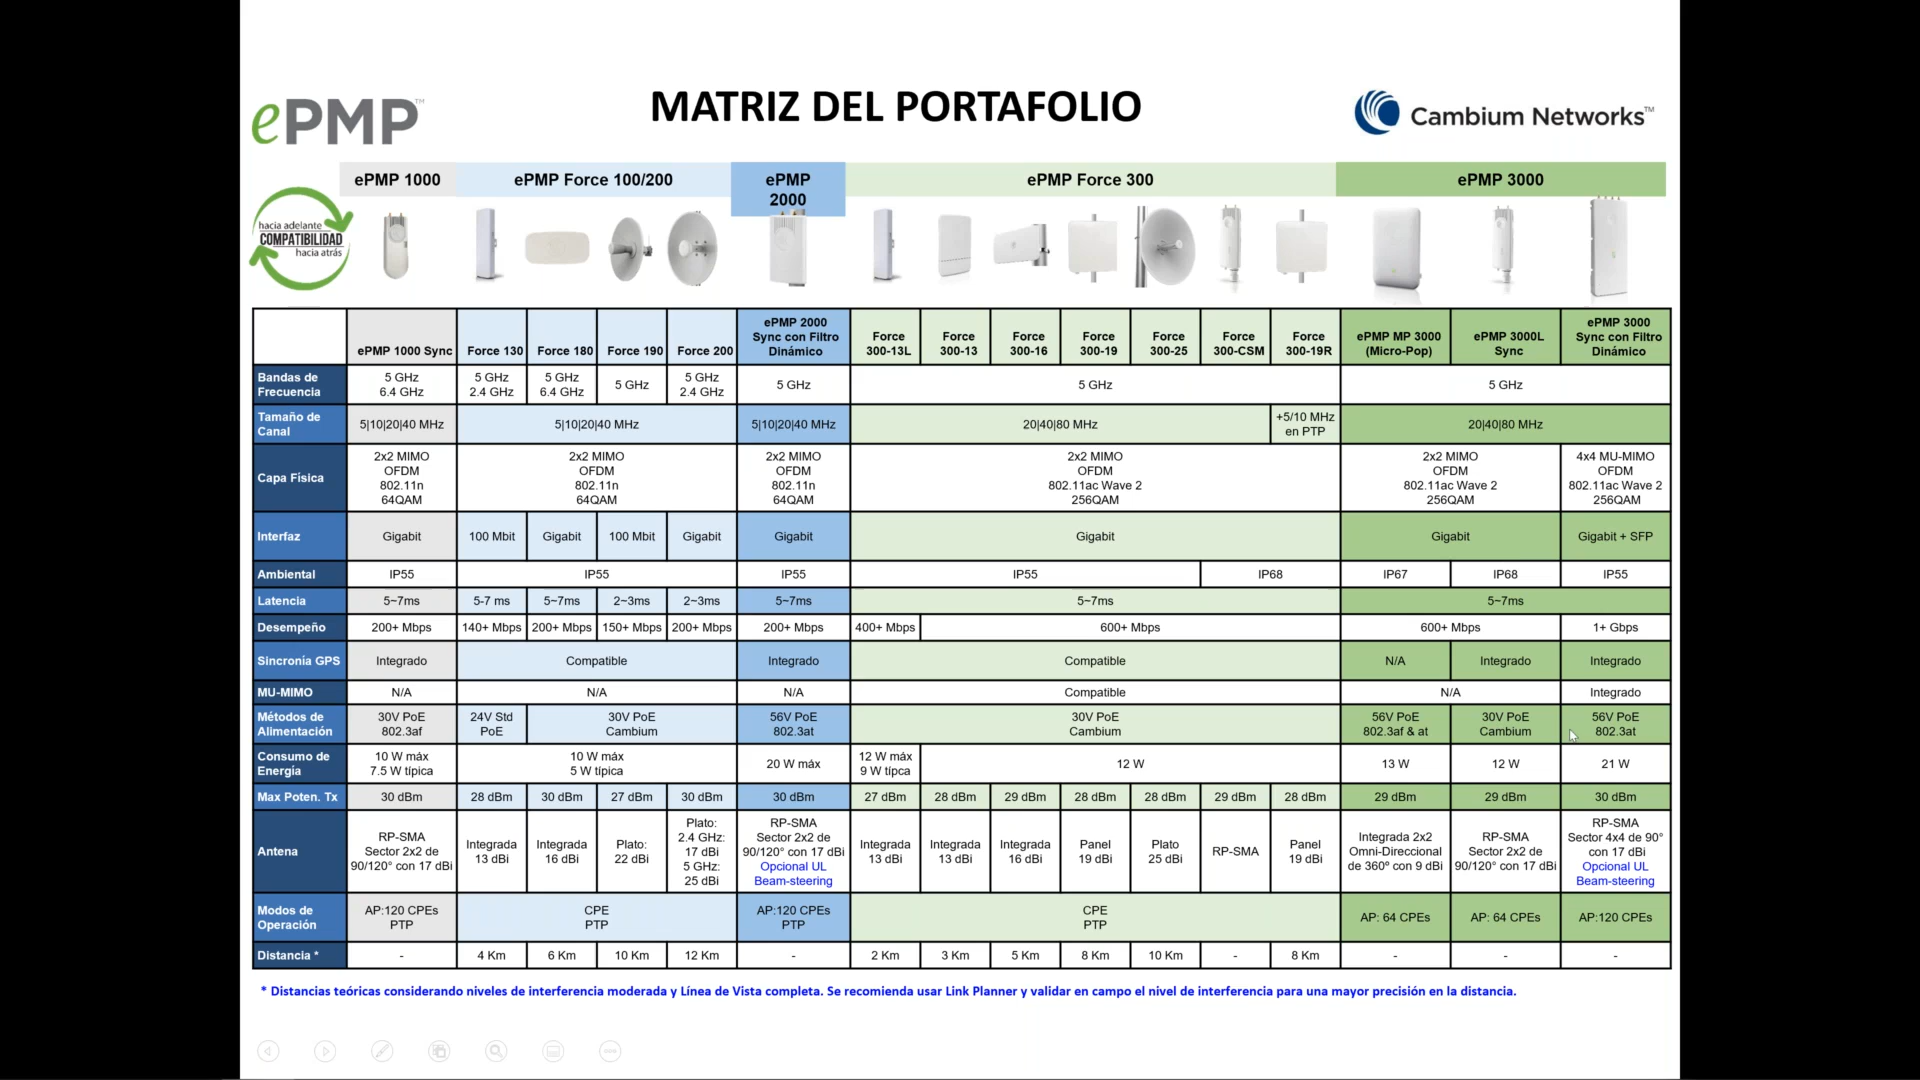 ePMP™
MATRIZ DEL PORTAFOLIO
Cambium Networks™
ePMP 1000
ePMP Force 100/200
ePMP
2000
ePMP Force 300
ePMP 3000
hacia adelante
COMPATIBILIDAD
hacia atrás
ePMP 1000 Sync
Force 130
Force 180
Force 190
Force 200
ePMP 2000
Sync con Filtro
Dinámico
Force
300-13L
Force
300-13
Force
300-16
Force
300-19
Force
300-25
Force
300-CSM
Force
300-19R
ePMP MP 3000
(Micro-Pop)
ePMP 3000L
Sync
ePMP 3000
Sync con Filtro
Dinámico
Bandas de
Frecuencia
5 GHz
6.4 GHz
5 GHz
2.4 GHz
5 GHz
6.4 GHz
5 GHz
5 GHz
2.4 GHz
5 GHz
5 GHz
5 GHz
Tamaño de
Canal
5|10|20|40 MHz
5|10|20|40 MHz
5|10|20|40 MHz
20|40|80 MHz
+5/10 MHz
en PTP
20|40|80 MHz
Capa Física
2x2 MIMO
OFDM
802.11n
64QAM
2x2 MIMO
OFDM
802.11n
64QAM
2x2 MIMO
OFDM
802.11n
64QAM
2x2 MIMO
OFDM
802.11ac Wave 2
256QAM
2x2 MIMO
OFDM
802.11ac Wave 2
256QAM
4x4 MU-MIMO
OFDM
802.11ac Wave 2
256QAM
Interfaz
Gigabit
100 Mbit
Gigabit
100 Mbit
Gigabit
Gigabit
Gigabit
Gigabit
Gigabit + SFP
Ambiental
IP55
IP55
IP55
IP55
IP68
IP67
IP68
IP55
Latencia
5~7ms
5-7 ms
5~7ms
2~3ms
2~3ms
5~7ms
5~7ms
5~7ms
Desempeño
200+ Mbps
140+ Mbps
200+ Mbps
150+ Mbps
200+ Mbps
200+ Mbps
400+ Mbps
600+ Mbps
600+ Mbps
1+ Gbps
Sincronía GPS
Integrado
Compatible
Integrado
Compatible
N/A
Integrado
Integrado
MU-MIMO
N/A
N/A
N/A
Compatible
N/A
Integrado
Métodos de
Alimentación
30V PoE
802.3af
24V Std
PoE
30V PoE
Cambium
56V PoE
802.3at
30V PoE
Cambium
56V PoE
802.3af & at
30V PoE
Cambium
56V PoE
802.3at
Consumo de
Energía
10 W máx
7.5 W típica
10 W máx
5 W típica
20 W máx
12 W máx
9 W típca
12 W
13 W
12 W
21 W
Max Poten. Tx
30 dBm
28 dBm
30 dBm
27 dBm
30 dBm
30 dBm
27 dBm
28 dBm
29 dBm
28 dBm
28 dBm
29 dBm
28 dBm
29 dBm
29 dBm
30 dBm
Antena
RP-SMA
Sector 2x2 de
90/120° con 17 dBi
Integrada
13 dBi
Integrada
16 dBi
Plato:
22 dBi
Plato:
2.4 GHz:
17 dBi
5 GHz:
25 dBi
RP-SMA
Sector 2x2 de
90/120° con 17 dBi
Opcional UL
Beam-steering
Integrada
13 dBi
Integrada
13 dBi
Integrada
16 dBi
Panel
19 dBi
Plato
25 dBi
RP-SMA
Panel
19 dBi
Integrada 2x2
Omni-Direccional
de 360º con 9 dBi
RP-SMA
Sector 2x2 de
90/120° con 17 dBi
RP-SMA
Sector 4x4 de 90°
con 17 dBi
Opcional UL
Beam-steering
Modos de
Operación
AP:120 CPEs
PTP
CPE
PTP
AP:120 CPEs
PTP
CPE
PTP
AP: 64 CPEs
AP: 64 CPEs
AP:120 CPEs
Distancia *
-
4 Km
6 Km
10 Km
12 Km
-
2 Km
3 Km
5 Km
8 Km
10 Km
-
8 Km
-
-
-
* Distancias teóricas considerando niveles de interferencia moderada y Línea de Vista completa. Se recomienda usar Link Planner y validar en campo el nivel de interferencia para una mayor precisión en la distancia.